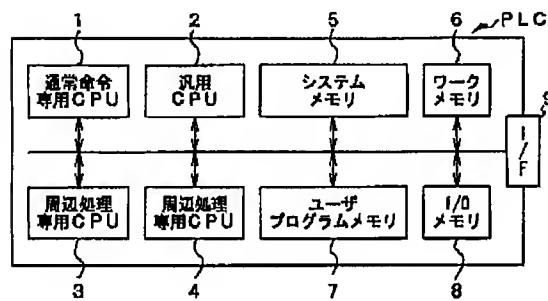 1
2
5
6
PLC
通常命令
専用CPU
汎用
CPU
システム
メモリ
ワーク
メモリ
9
I/F
周辺処理
専用CPU
周辺処理
専用CPU
ユーザ
プログラムメモリ
I/O
メモリ
3
4
7
8